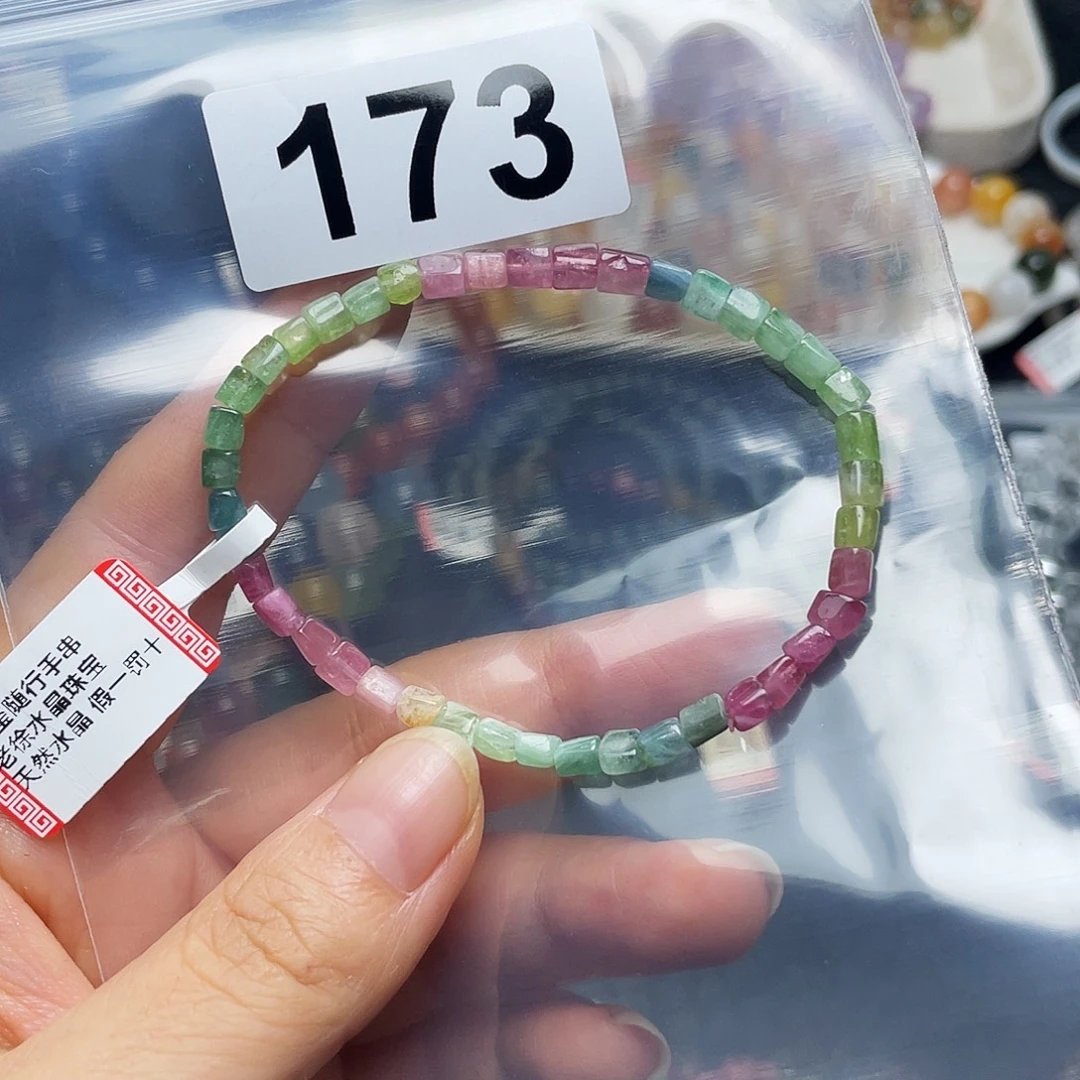 173
随行手串
老徐水晶珠宝
天然水晶 假一罚十